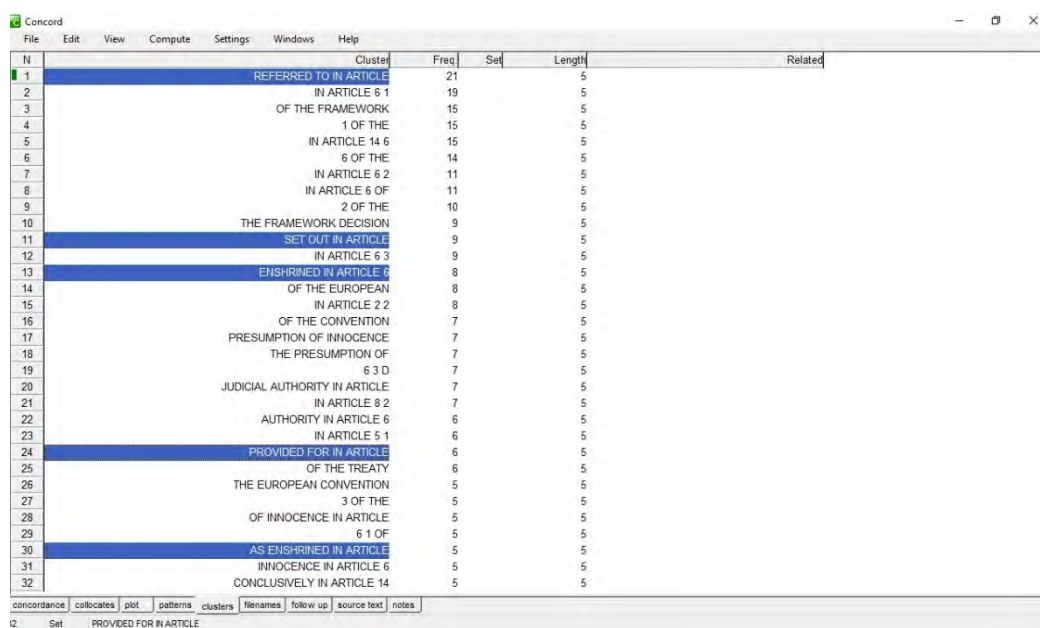 Concord
File Edit View Compute Settings Windows Help
N Cluster Freq. Set Length Related
1 REFERRED TO IN ARTICLE 21 5
2 IN ARTICLE 6 1 19 5
3 OF THE FRAMEWORK 15 5
4 1 OF THE 15 5
5 IN ARTICLE 14 6 15 5
6 6 OF THE 14 5
7 IN ARTICLE 6 2 11 5
8 IN ARTICLE 6 OF 11 5
9 2 OF THE 10 5
10 THE FRAMEWORK DECISION 9 5
11 SET OUT IN ARTICLE 9 5
12 IN ARTICLE 6 3 9 5
13 ENSHRINED IN ARTICLE 6 8 5
14 OF THE EUROPEAN 8 5
15 IN ARTICLE 2 2 8 5
16 OF THE CONVENTION 7 5
17 PRESUMPTION OF INNOCENCE 7 5
18 THE PRESUMPTION OF 7 5
19 6 3 D 7 5
20 JUDICIAL AUTHORITY IN ARTICLE 7 5
21 IN ARTICLE 8 2 7 5
22 AUTHORITY IN ARTICLE 6 6 5
23 IN ARTICLE 5 1 6 5
24 PROVIDED FOR IN ARTICLE 6 5
25 OF THE TREATY 6 5
26 THE EUROPEAN CONVENTION 5 5
27 3 OF THE 5 5
28 OF INNOCENCE IN ARTICLE 5 5
29 6 1 OF 5 5
30 AS ENSHRINED IN ARTICLE 5 5
31 INNOCENCE IN ARTICLE 6 5 5
32 CONCLUSIVELY IN ARTICLE 14 5 5
concordance collocates plot patterns clusters filenames follow up source text notes
Set PROVIDED FOR IN ARTICLE